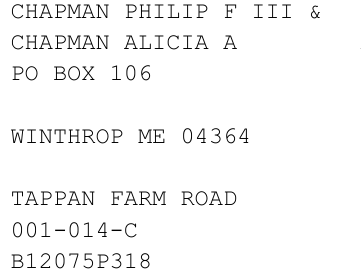 CHAPMAN PHILIP F III &
CHAPMAN ALICIA A
PO BOX 106
WINTHROP ME 04364
TAPPAN FARM ROAD
001-014-C
B12075P318